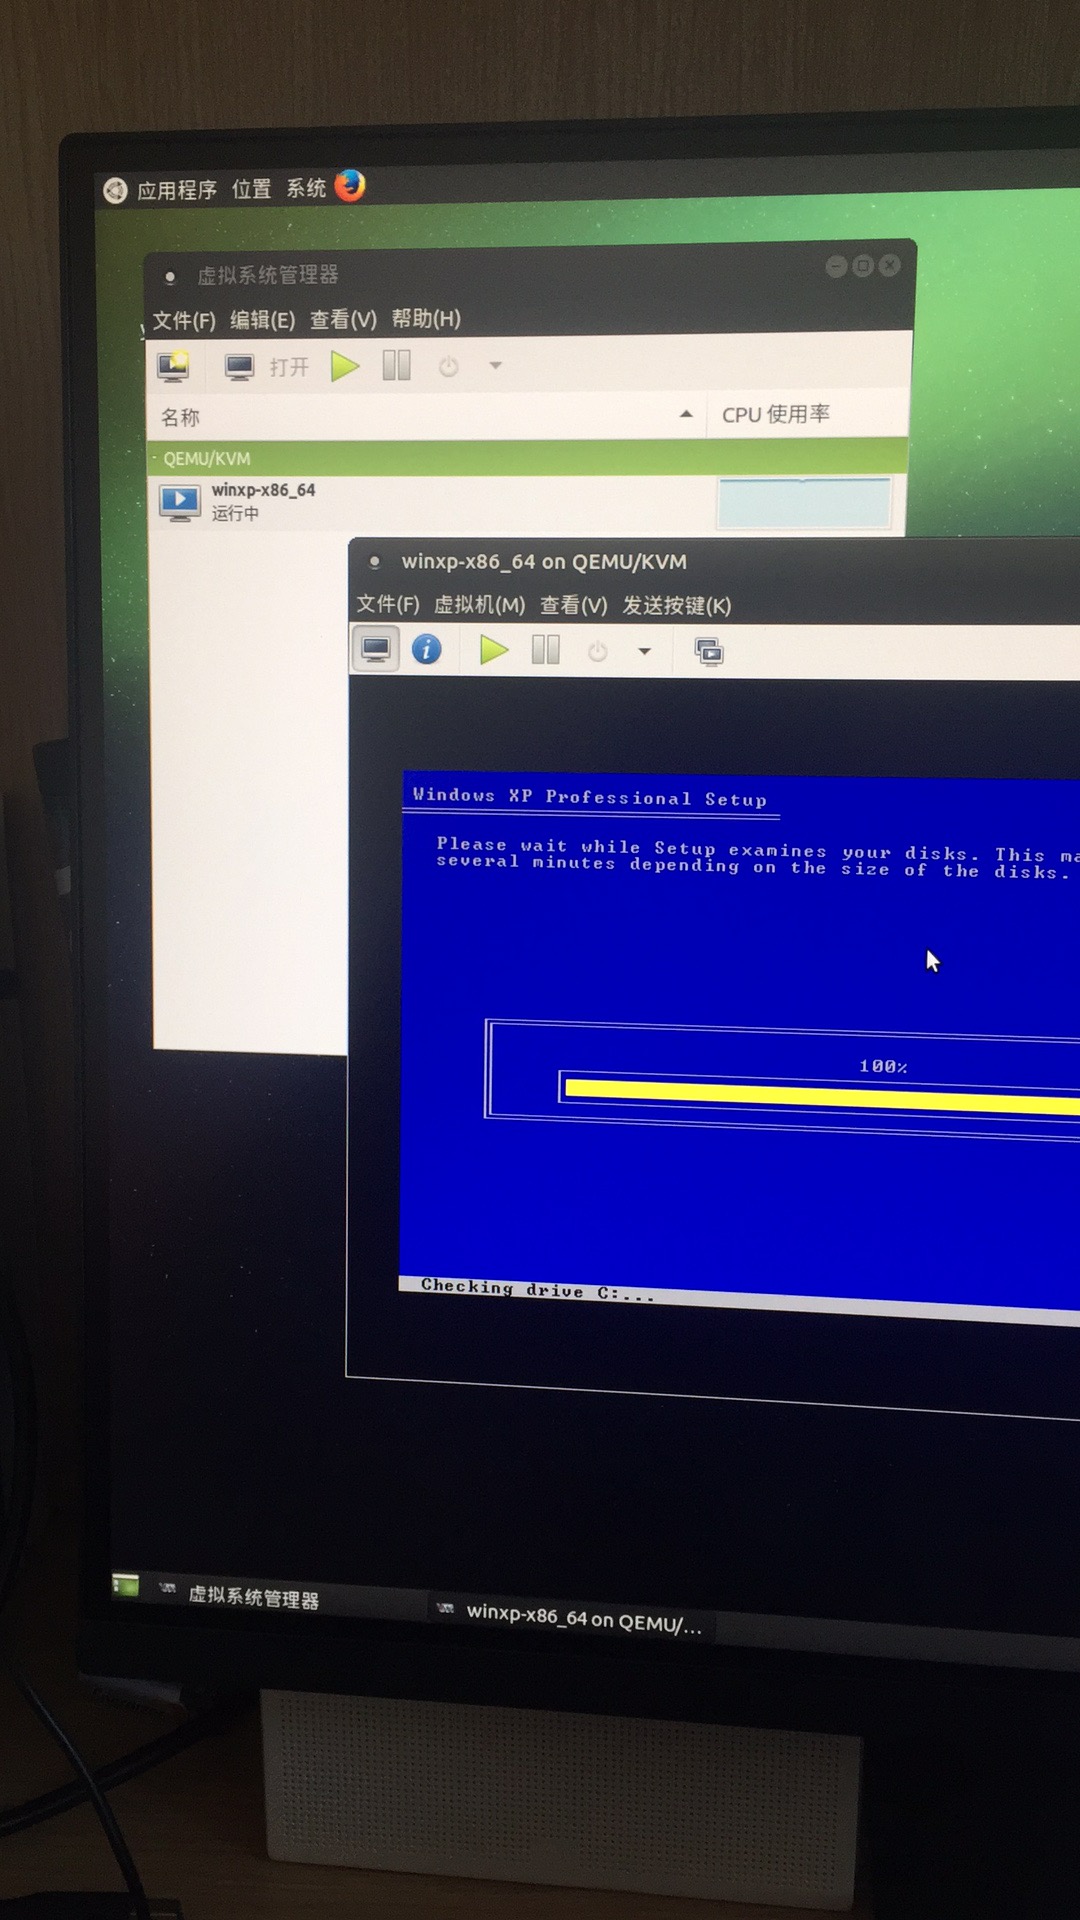 应用程序 位置 系统
虚拟系统管理器
文件(F) 编辑(E) 查看(V) 帮助(H)
打开
名称 CPU 使用率
QEMU/KVM
winxp-x86_64
运行中
winxp-x86_64 on QEMU/KVM
文件(F) 虚拟机(M) 查看(V) 发送按键(K)
Windows XP Professional Setup
Please wait while Setup examines your disks. This
several minutes depending on the size of the disks.
100%
Checking drive C:...
虚拟系统管理器 winxp-x86_64 on QEMU/...